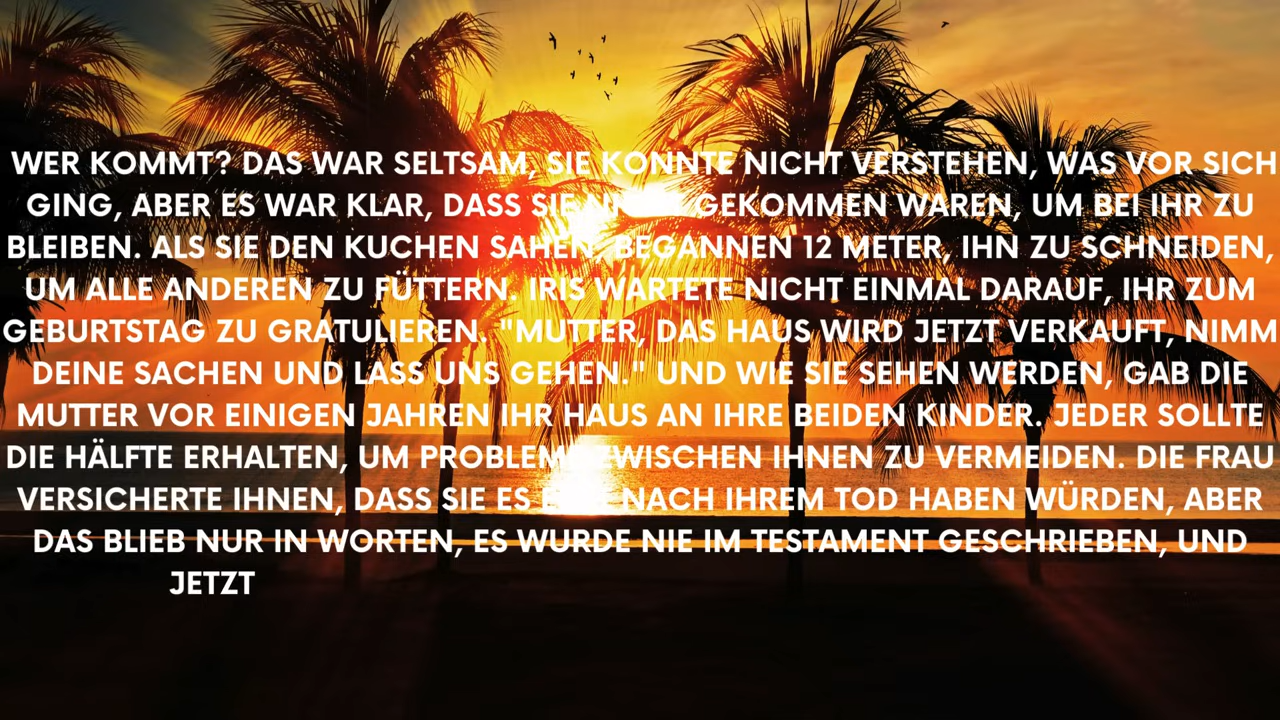 WER KOMMT? DAS WAR SELTSAM, SIE KONNTE NICHT VERSTEHEN, WAS VOR SICH
GING, ABER ES WAR KLAR, DASS SIE NICHT GEKOMMEN WAREN, UM BEI IHR ZU
BLEIBEN. ALS SIE DEN KUCHEN SAHEN, BEGANNEN 12 METER, IHN ZU SCHNEIDEN,
UM ALLE ANDEREN ZU FÜTTERN. IRIS WARTETE NICHT EINMAL DARAUF, IHR ZUM
GEBURTSTAG ZU GRATULIEREN. "MUTTER, DAS HAUS WIRD JETZT VERKAUFT, NIMM
DEINE SACHEN UND LASS UNS GEHEN." UND WIE SIE SEHEN WERDEN, GAB DIE
MUTTER VOR EINIGEN JAHREN IHR HAUS AN IHRE BEIDEN KINDER. JEDER SOLLTE
DIE HÄLFTE ERHALTEN, UM PROBLEME ZWISCHEN IHNEN ZU VERMEIDEN. DIE FRAU
VERSICHERTE IHNEN, DASS SIE ES NACH IHREM TOD HABEN WÜRDEN, ABER
DAS BLIEB NUR IN WORTEN, ES WURDE NIE IM TESTAMENT GESCHRIEBEN, UND
JETZT